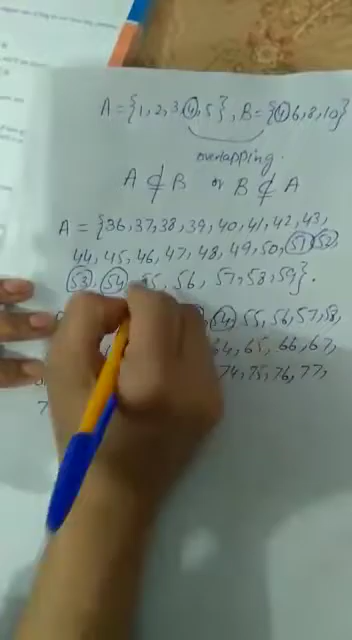 A = {1, 2, 3, 4, 5}, B = {4, 6, 8, 10}
overlapping.
A ⊄ B or B ⊄ A
A = {36, 37, 38, 39, 40, 41, 42, 43,
44, 45, 46, 47, 48, 49, 50, 51, 52,
53, 54, 55, 56, 57, 58, 59}.
54, 55, 56, 57, 58,
64, 65, 66, 67,
74, 75, 76, 77,